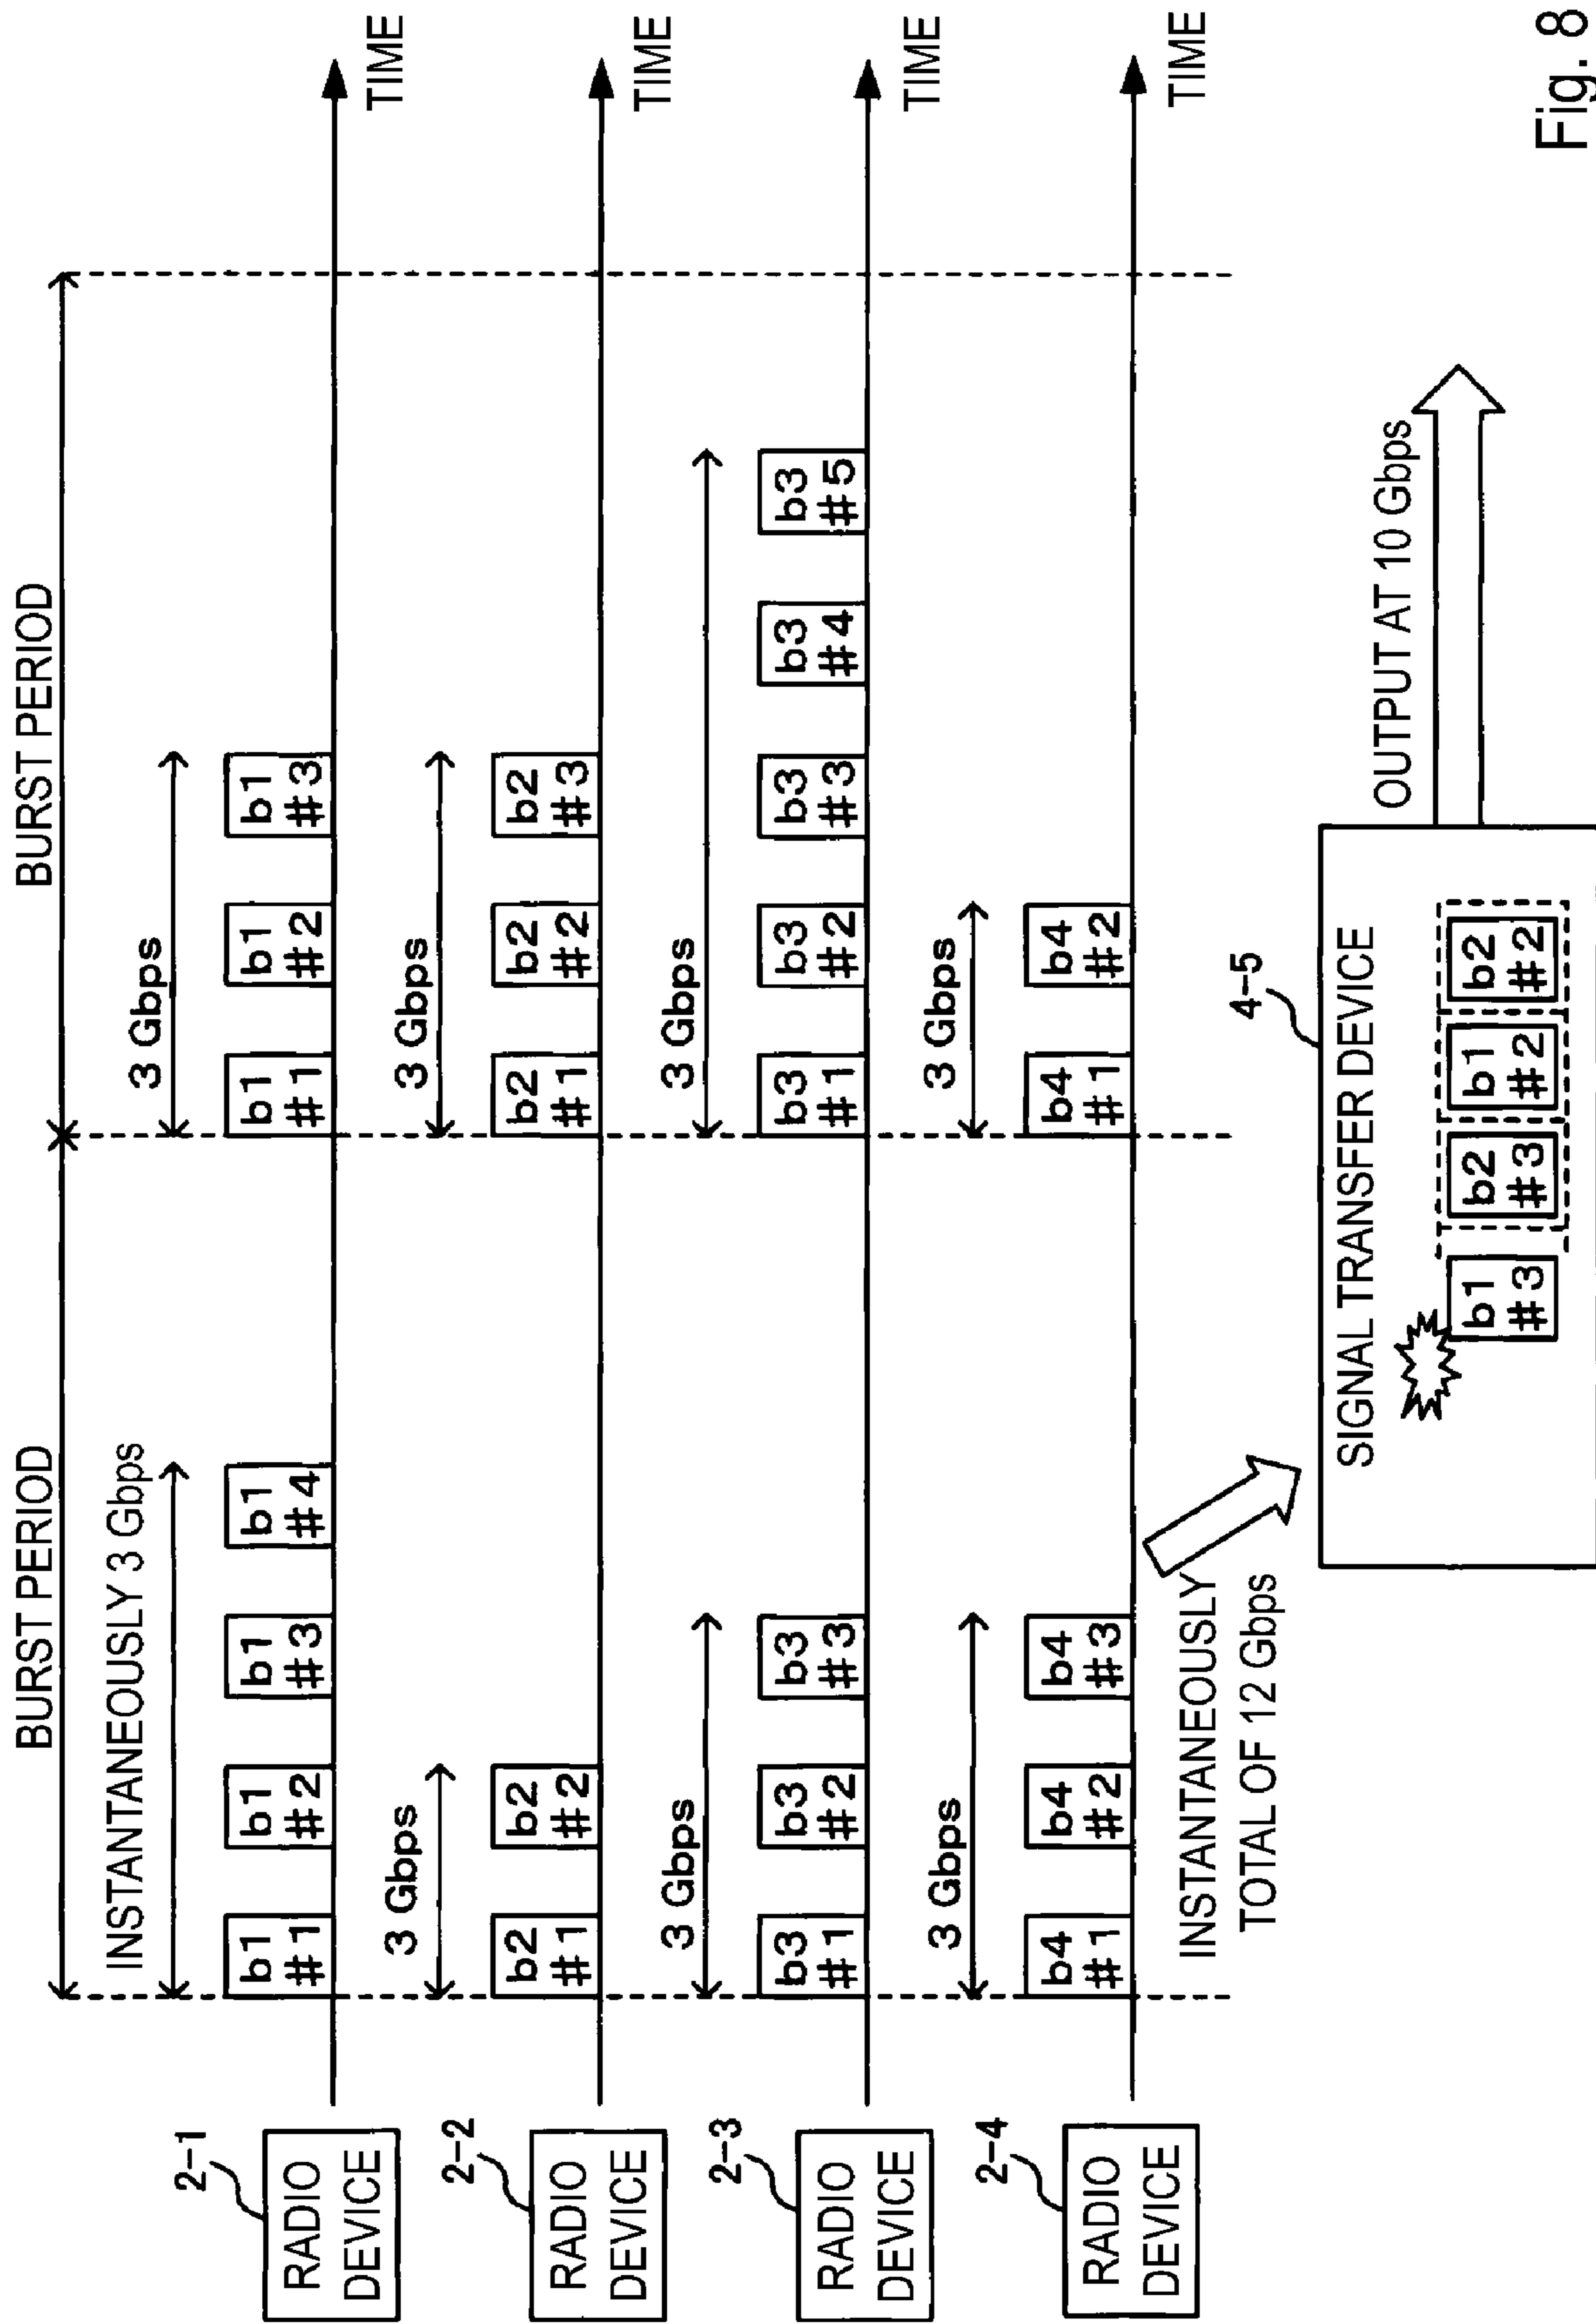 BURST PERIOD
BURST PERIOD
INSTANTANEOUSLY 3 Gbps
3 Gbps
2-1
RADIO
DEVICE
b1
#1
b1
#2
b1
#3
b1
#4
b1
#1
b1
#2
b1
#3
TIME
3 Gbps
3 Gbps
2-2
RADIO
DEVICE
b2
#1
b2
#2
b2
#1
b2
#2
b2
#3
TIME
3 Gbps
3 Gbps
2-3
RADIO
DEVICE
b3
#1
b3
#2
b3
#3
b3
#1
b3
#2
b3
#3
b3
#4
b3
#5
TIME
3 Gbps
3 Gbps
2-4
RADIO
DEVICE
b4
#1
b4
#2
b4
#3
b4
#1
b4
#2
TIME
INSTANTANEOUSLY
TOTAL OF 12 Gbps
4-5
SIGNAL TRANSFER DEVICE
b1
#3
b2
#3
b1
#2
b2
#2
OUTPUT AT 10 Gbps
Fig. 8